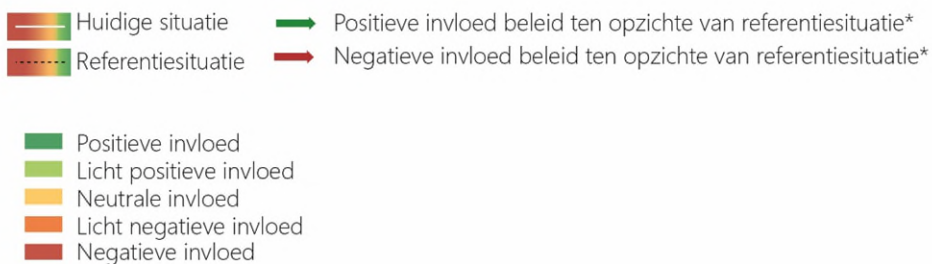 Huidige situatie Positieve invloed beleid ten opzichte van referentiesituatie*
Referentiesituatie Negatieve invloed beleid ten opzichte van referentiesituatie*
Positieve invloed
Licht positieve invloed
Neutrale invloed
Licht negatieve invloed
Negatieve invloed